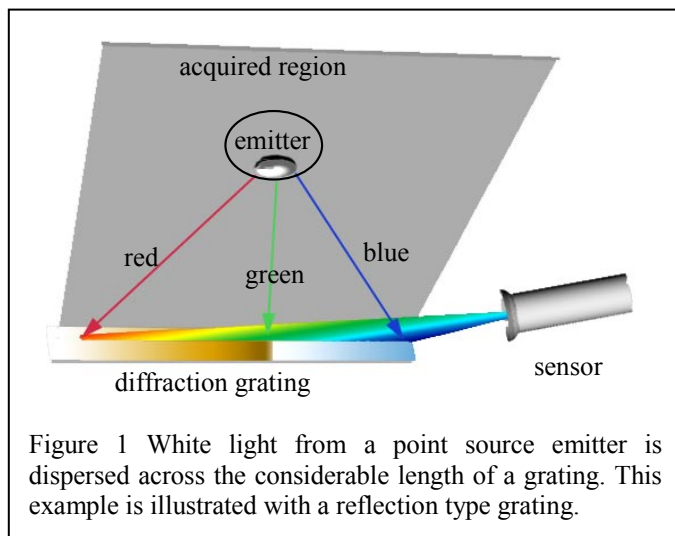 acquired region
emitter
red
green
blue
sensor
diffraction grating
Figure 1 White light from a point source emitter is
dispersed across the considerable length of a grating. This
example is illustrated with a reflection type grating.